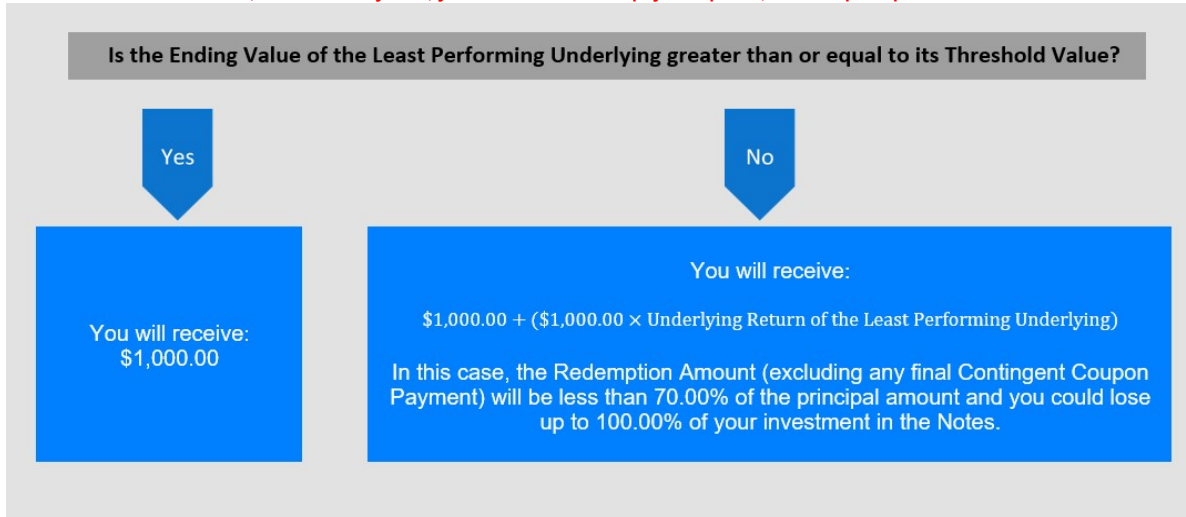 Is the Ending Value of the Least Performing Underlying greater than or equal to its Threshold Value?
Yes
No
You will receive:
$1,000.00
You will receive:
$1,000.00 + ($1,000.00 × Underlying Return of the Least Performing Underlying)
In this case, the Redemption Amount (excluding any final Contingent Coupon
Payment) will be less than 70.00% of the principal amount and you could lose
up to 100.00% of your investment in the Notes.